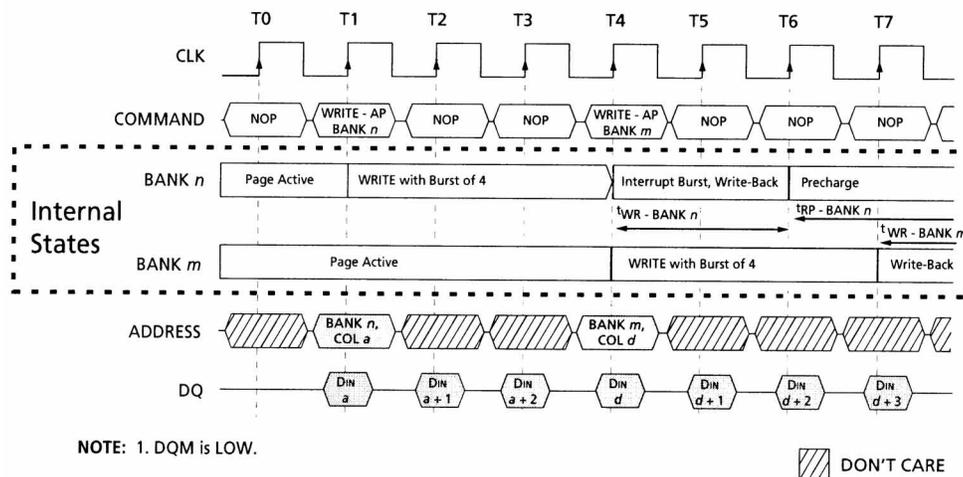 T0 T1 T2 T3 T4 T5 T6 T7
CLK
COMMAND NOP WRITE - AP BANK n NOP NOP WRITE - AP BANK m NOP NOP NOP
Internal States
BANK n Page Active WRITE with Burst of 4 Interrupt Burst, Write-Back Precharge
tWR - BANK n tRP - BANK n
tWR - BANK m
BANK m Page Active WRITE with Burst of 4 Write-Back
ADDRESS BANK n, COL a BANK m, COL d
DQ DIN a DIN a + 1 DIN a + 2 DIN d DIN d + 1 DIN d + 2 DIN d + 3
NOTE: 1. DQM is LOW.
DON'T CARE